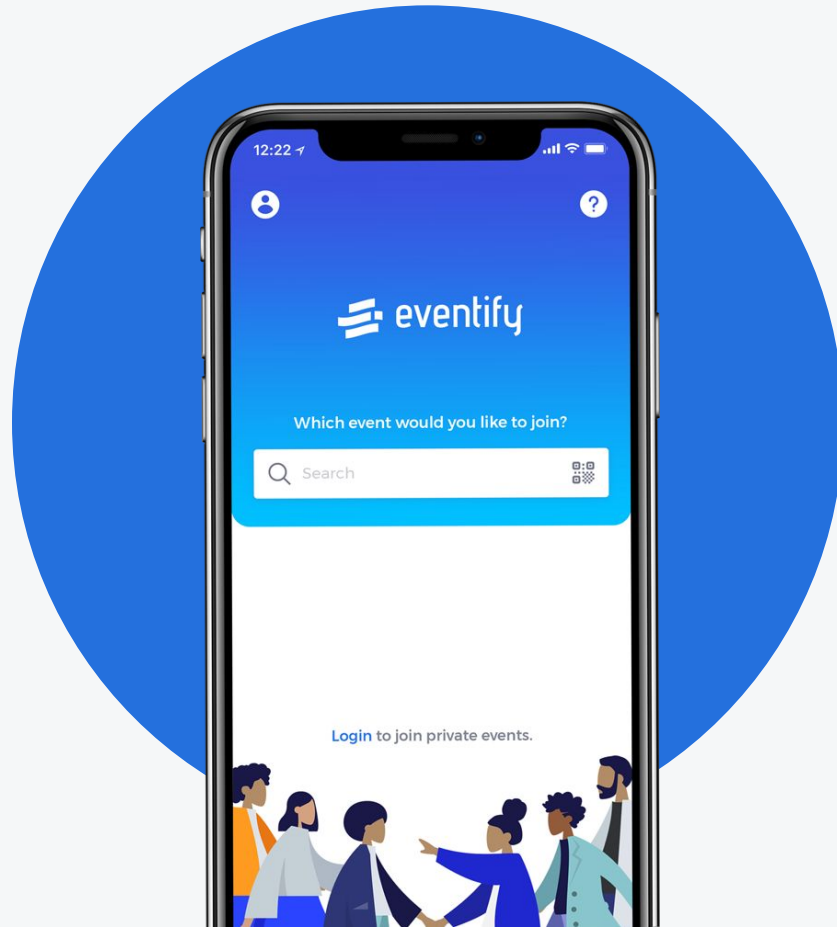 12:22
eventify
Which event would you like to join?
Search
Login to join private events.